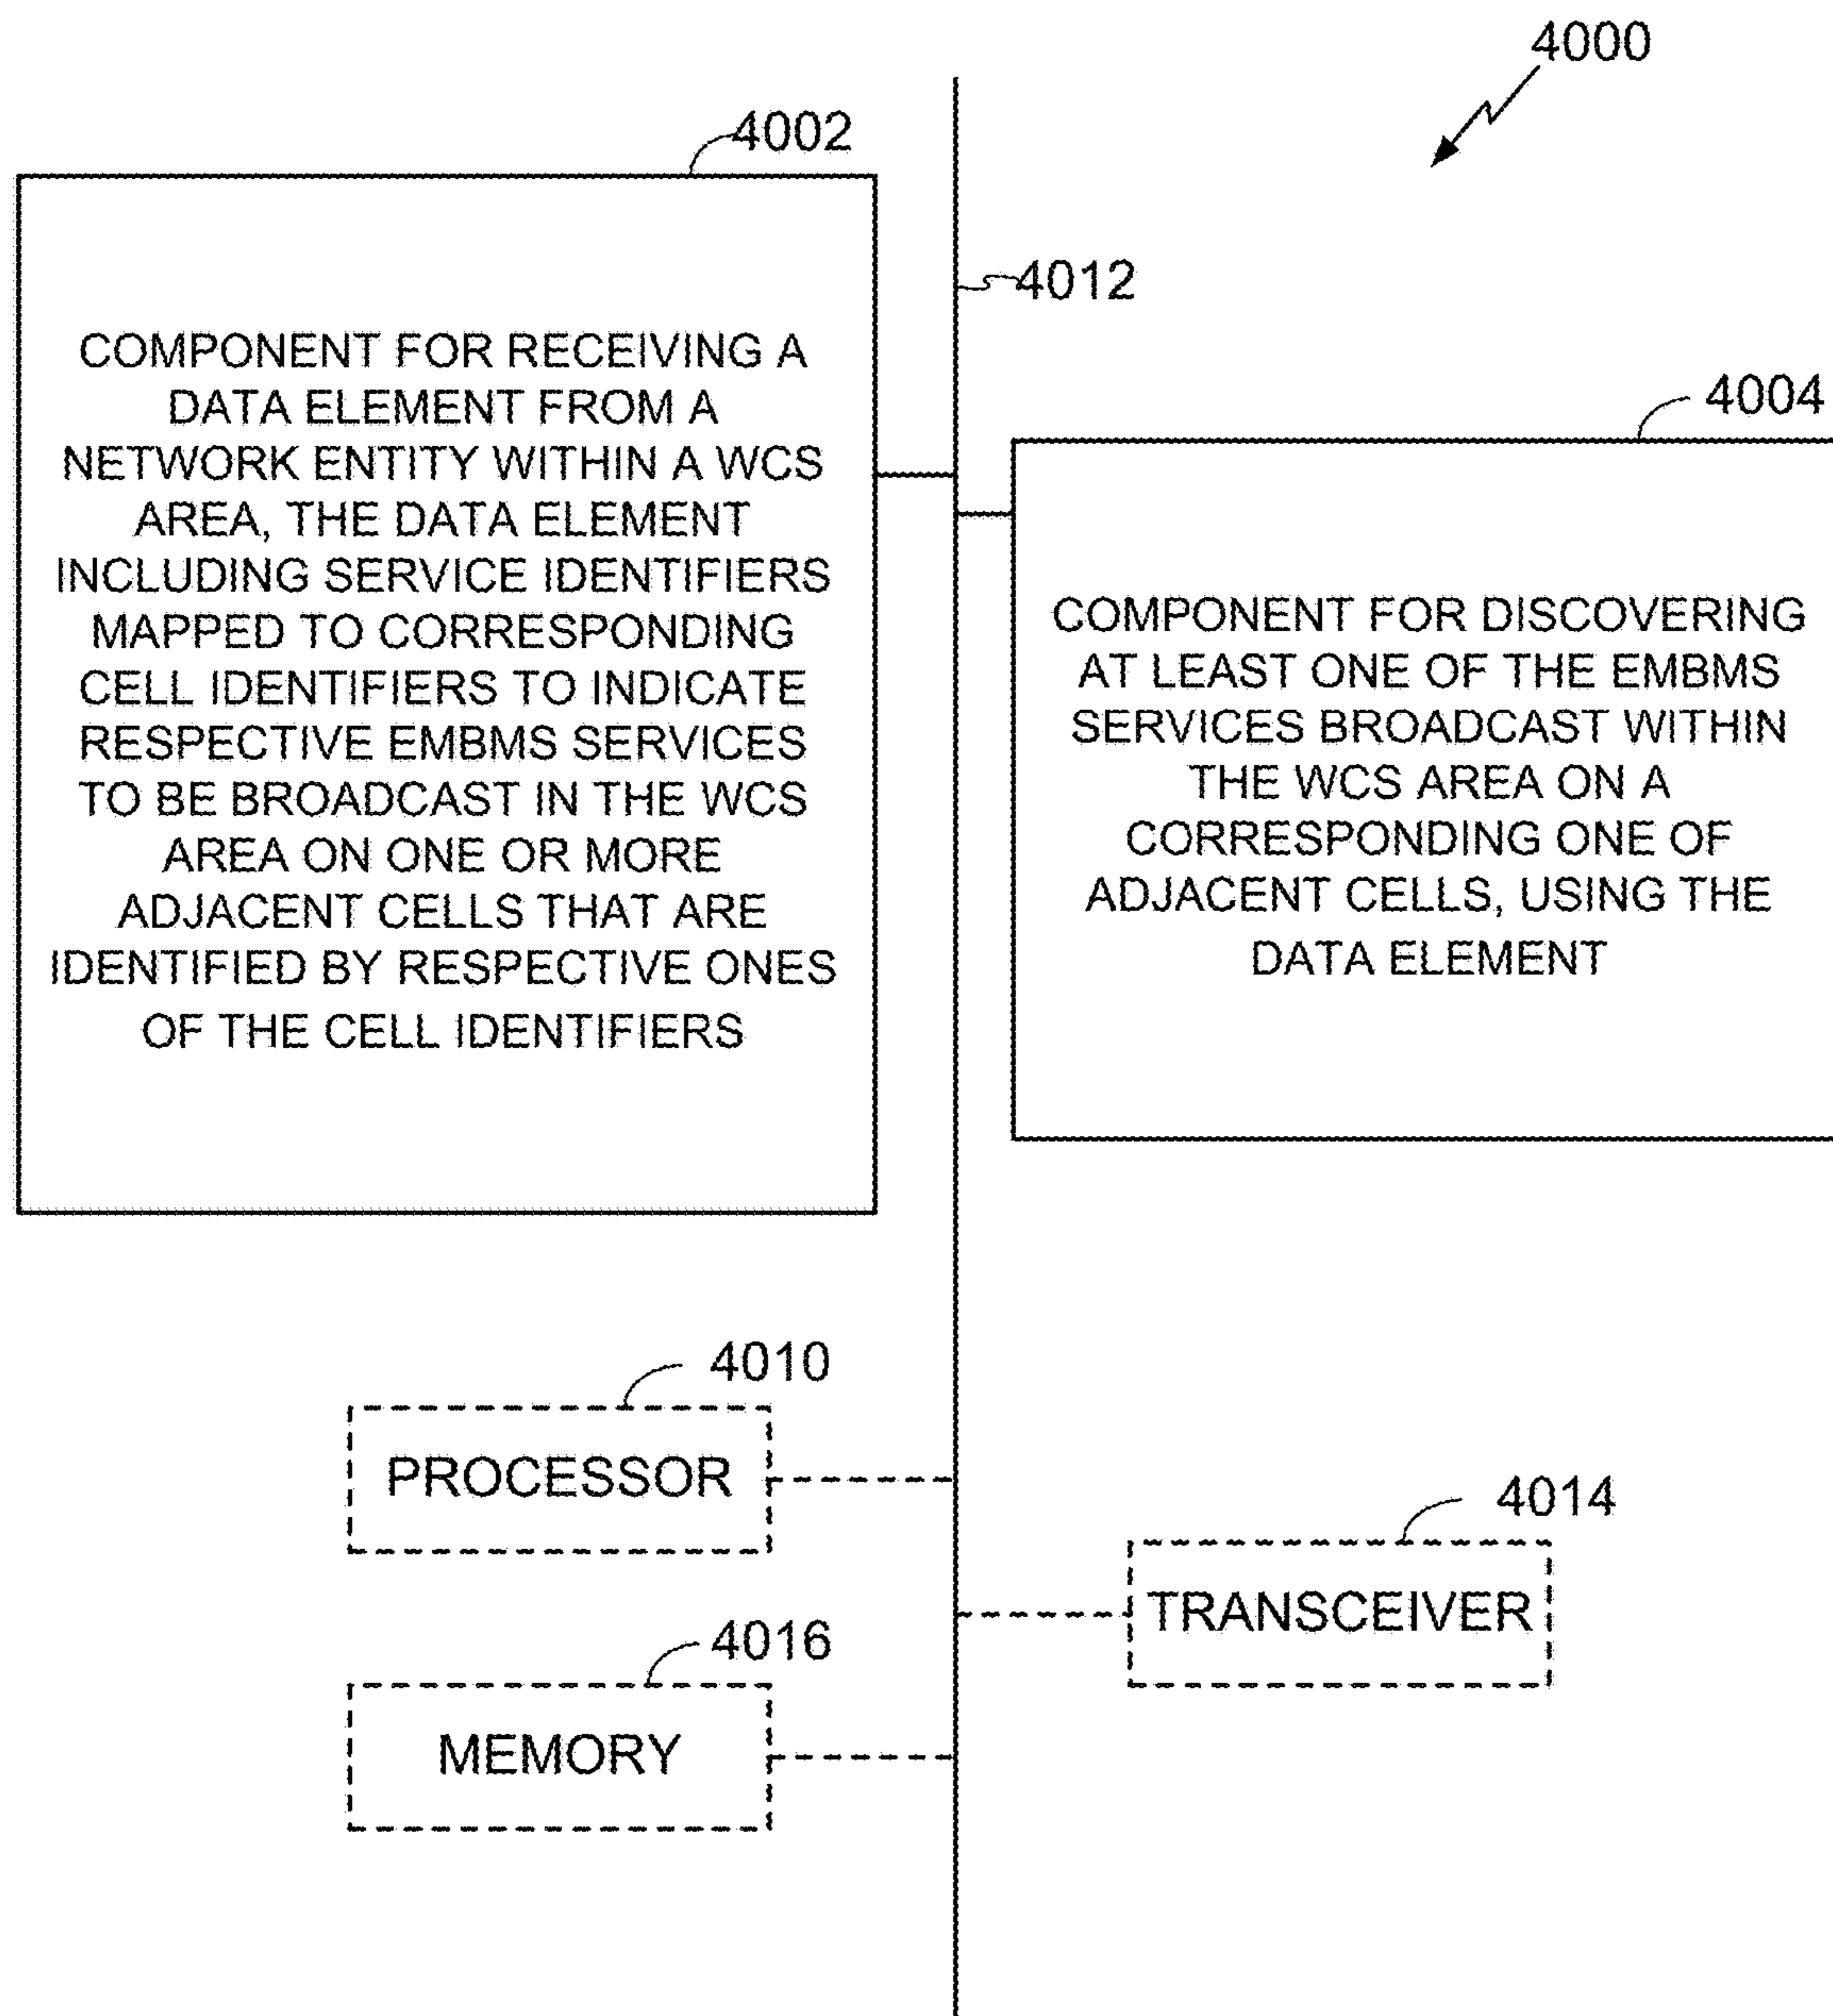 4000
4002
COMPONENT FOR RECEIVING A
DATA ELEMENT FROM A
NETWORK ENTITY WITHIN A WCS
AREA, THE DATA ELEMENT
INCLUDING SERVICE IDENTIFIERS
MAPPED TO CORRESPONDING
CELL IDENTIFIERS TO INDICATE
RESPECTIVE EMBMS SERVICES
TO BE BROADCAST IN THE WCS
AREA ON ONE OR MORE
ADJACENT CELLS THAT ARE
IDENTIFIED BY RESPECTIVE ONES
OF THE CELL IDENTIFIERS
4012
4004
COMPONENT FOR DISCOVERING
AT LEAST ONE OF THE EMBMS
SERVICES BROADCAST WITHIN
THE WCS AREA ON A
CORRESPONDING ONE OF
ADJACENT CELLS, USING THE
DATA ELEMENT
4010
PROCESSOR
4014
TRANSCEIVER
4016
MEMORY